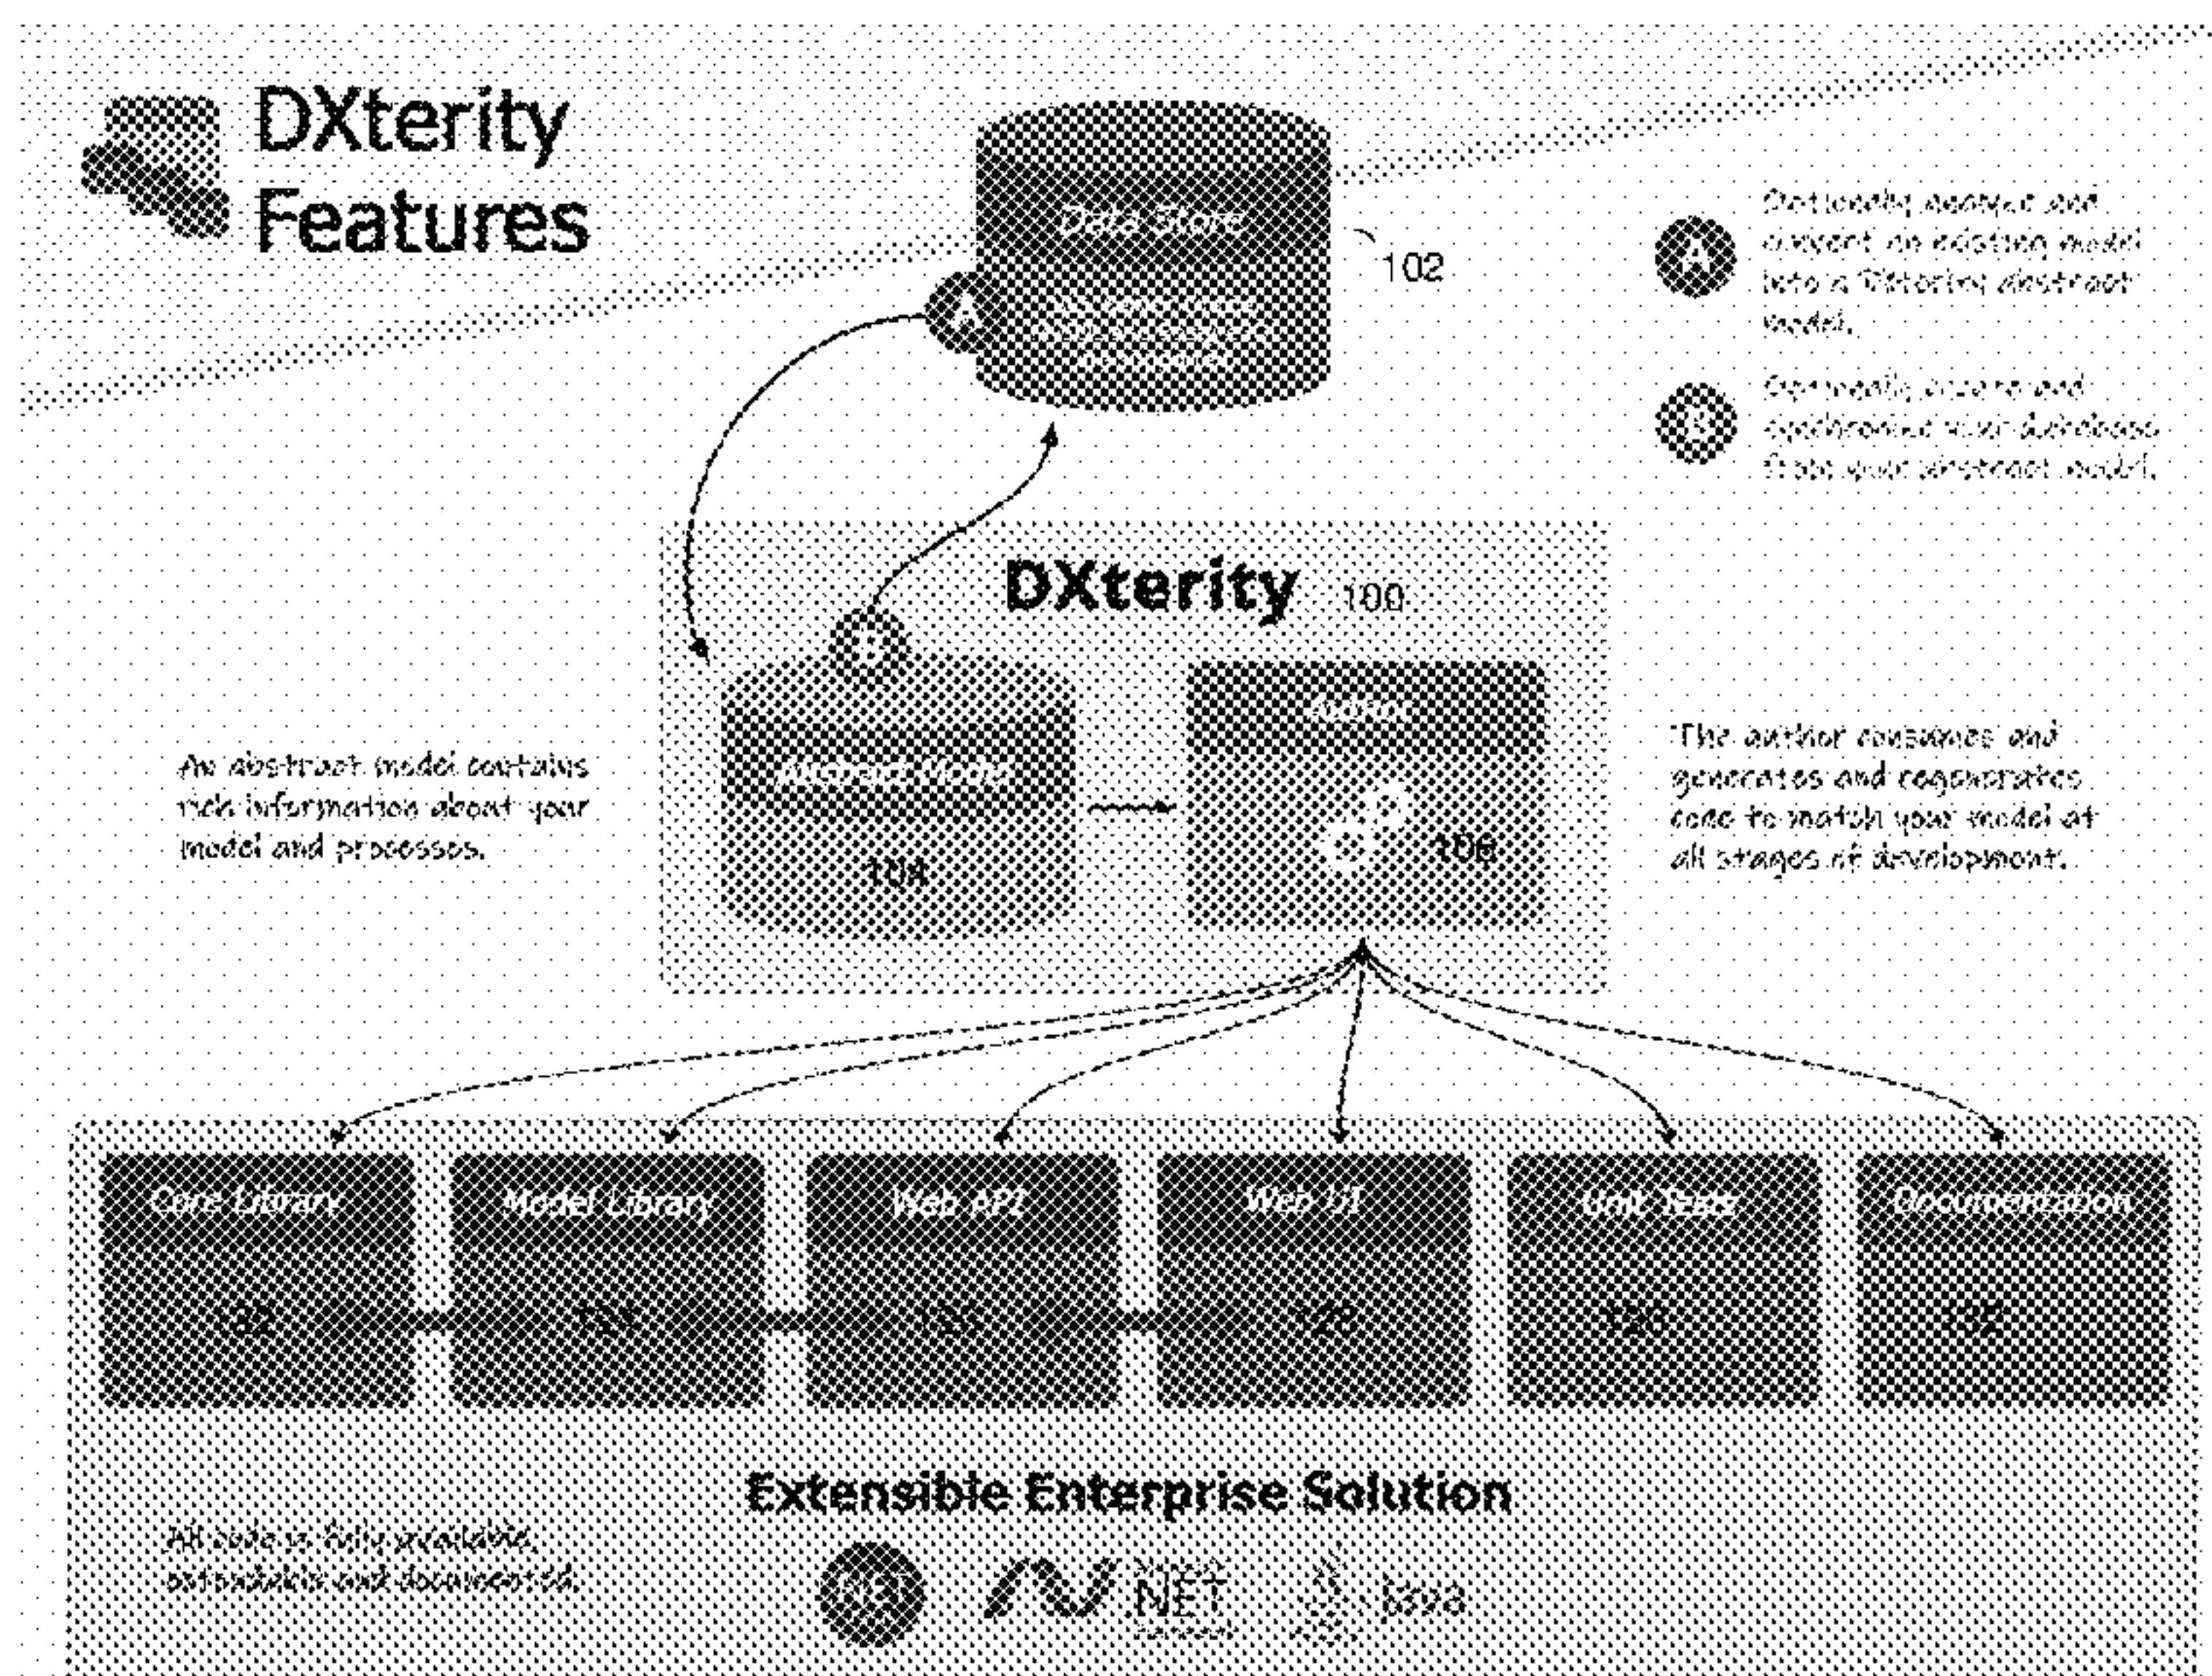 DXterity
Features
Data Store
102
A
A
Optionally analyze and
convert an existing model
into a DXterity abstract
model.
B
Optionally create and
synchronize your database
from your abstract model.
DXterity 100
B
Abstract Model
104
Author
106
An abstract model contains
rich information about your
model and processes.
The author consumes and
generates and regenerates
code to match your model at
all stages of development.
Core Library
Model Library
Web API
Web UI
Unit Tests
Documentation
Extensible Enterprise Solution
All code is fully available,
extendable and documented.
.NET
.NET
Java